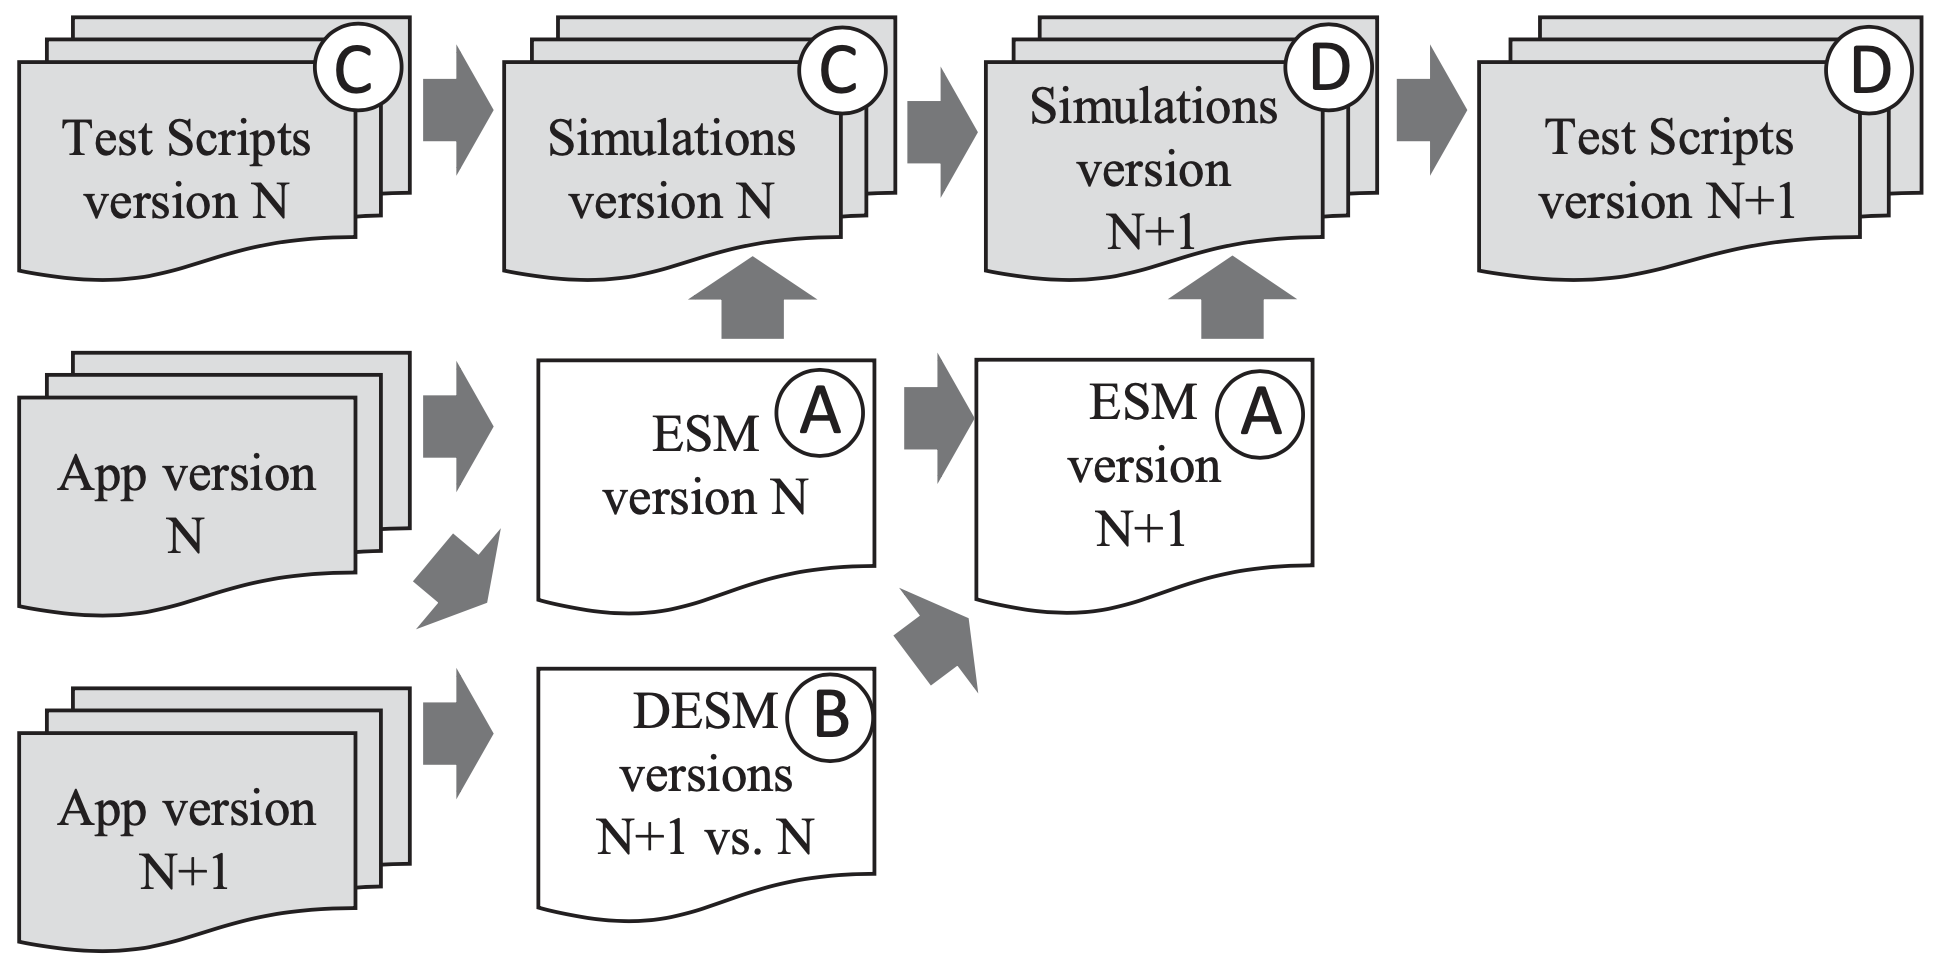 C
Test Scripts
version N
C
Simulations
version N
D
Simulations
version
N+1
D
Test Scripts
version N+1
App version
N
A
ESM
version N
A
ESM
version
N+1
App version
N+1
B
DESM
versions
N+1 vs. N